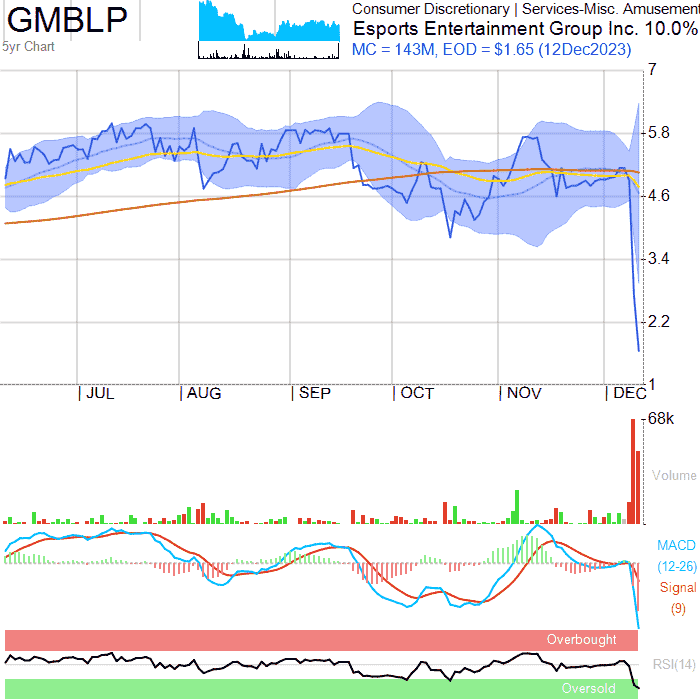 GMBLP
5yr Chart
Consumer Discretionary | Services-Misc. Amusement
Esports Entertainment Group Inc. 10.0%
MC = 143M, EOD = $1.65 (12Dec2023)
7
5.8
4.6
3.4
2.2
1
| JUL | AUG | SEP | OCT | NOV | DEC
68k
Volume
MACD
(12-26)
Signal
(9)
Overbought
RSI(14)
Oversold